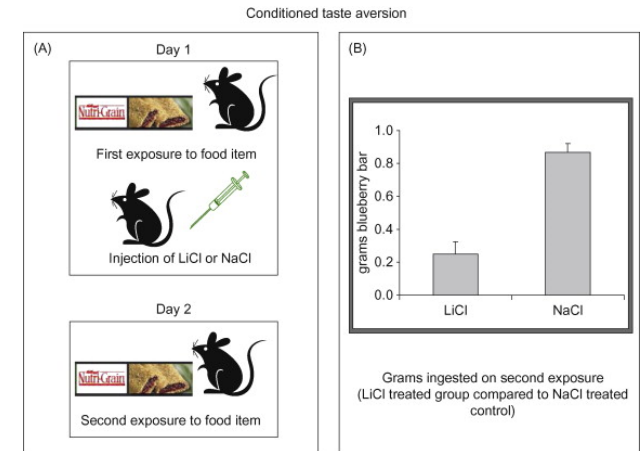 Conditioned taste aversion
(A)
Day 1
Nutri-Grain
First exposure to food item
Injection of LiCl or NaCl
Day 2
Nutri-Grain
Second exposure to food item
(B)
grams blueberry bar
1.0
0.8
0.6
0.4
0.2
0.0
LiCl
NaCl
Grams ingested on second exposure
(LiCl treated group compared to NaCl treated
control)